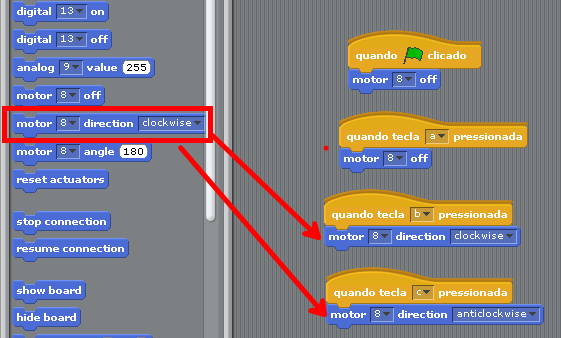 digital 13 on
digital 13 off
analog 9 value 255
motor 8 off
motor 8 direction clockwise
motor 8 angle 180
reset actuators
stop connection
resume connection
show board
hide board
quando clicado
motor 8 off
quando tecla a pressionada
motor 8 off
quando tecla b pressionada
motor 8 direction clockwise
quando tecla c pressionada
motor 8 direction anticlockwise